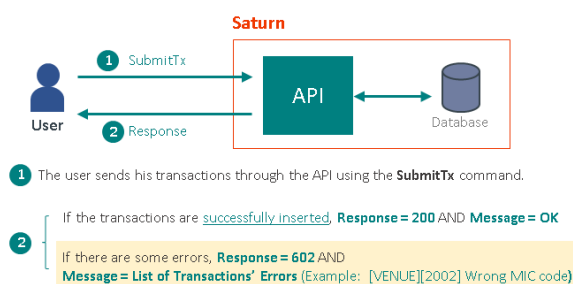 Saturn
1 SubmitTx
API
User
2 Response
Database
1 The user sends his transactions through the API using the SubmitTx command.
If the transactions are successfully inserted, Response = 200 AND Message = OK
2
If there are some errors, Response = 602 AND
Message = List of Transactions' Errors (Example: [VENUE][2002] Wrong MIC code)